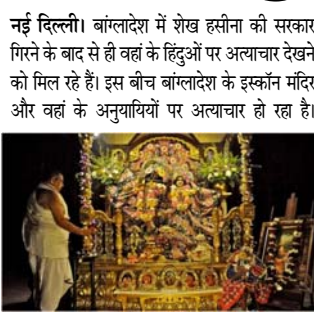 नई दिल्ली। बांग्लादेश में शेख हसीना की सरकार
गिरने के बाद से ही वहां के हिंदुओं पर अत्याचार देखने
को मिल रहे हैं। इस बीच बांग्लादेश के इस्कॉन मंदिर
और वहां के अनुयायियों पर अत्याचार हो रहा है।